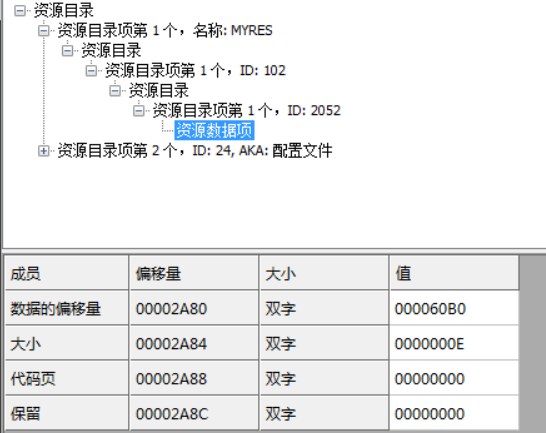 资源目录
资源目录项第 1 个，名称: MYRES
资源目录
资源目录项第 1 个，ID: 102
资源目录
资源目录项第 1 个，ID: 2052
资源数据项
资源目录项第 2 个，ID: 24, AKA: 配置文件
成员 偏移量 大小 值
数据的偏移量 00002A80 双字 000060B0
大小 00002A84 双字 0000000E
代码页 00002A88 双字 00000000
保留 00002A8C 双字 00000000